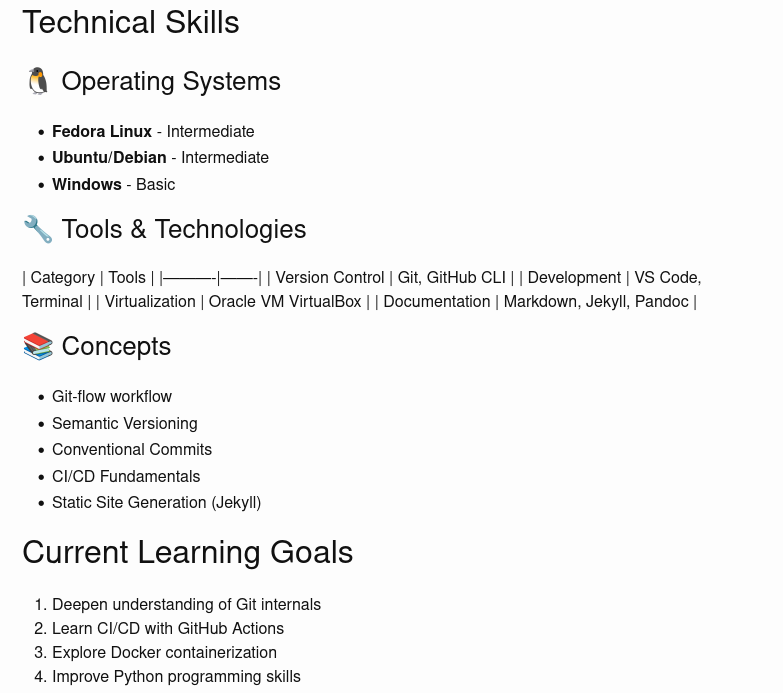 Technical Skills
🐧 Operating Systems
• Fedora Linux - Intermediate
• Ubuntu/Debian - Intermediate
• Windows - Basic
🔧 Tools & Technologies
| Category | Tools | |———-|——-| | Version Control | Git, GitHub CLI | | Development | VS Code,
Terminal | | Virtualization | Oracle VM VirtualBox | | Documentation | Markdown, Jekyll, Pandoc |
📚 Concepts
• Git-flow workflow
• Semantic Versioning
• Conventional Commits
• CI/CD Fundamentals
• Static Site Generation (Jekyll)
Current Learning Goals
1. Deepen understanding of Git internals
2. Learn CI/CD with GitHub Actions
3. Explore Docker containerization
4. Improve Python programming skills